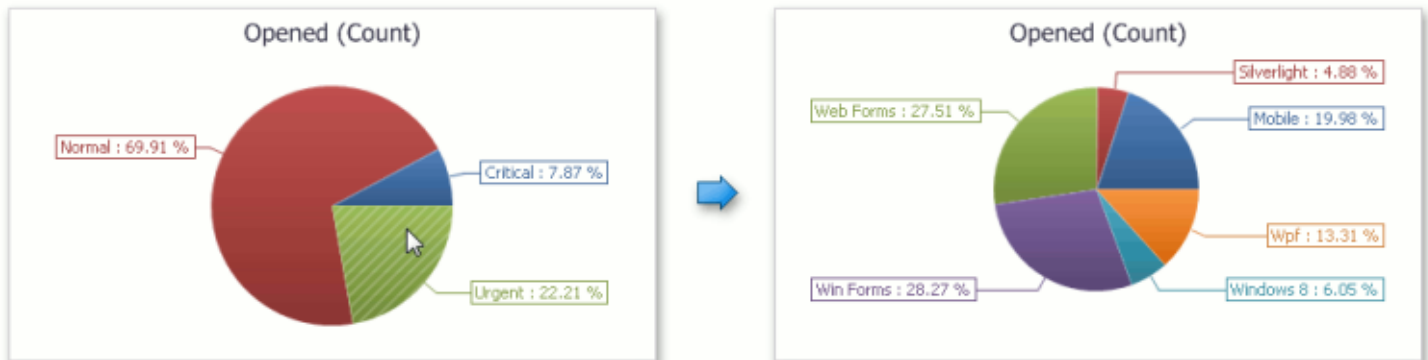 Opened (Count)
Normal : 69.91 %
Critical : 7.87 %
Urgent : 22.21 %
Opened (Count)
Silverlight : 4.88 %
Web Forms : 27.51 %
Mobile : 19.98 %
Wpf : 13.31 %
Win Forms : 28.27 %
Windows 8 : 6.05 %